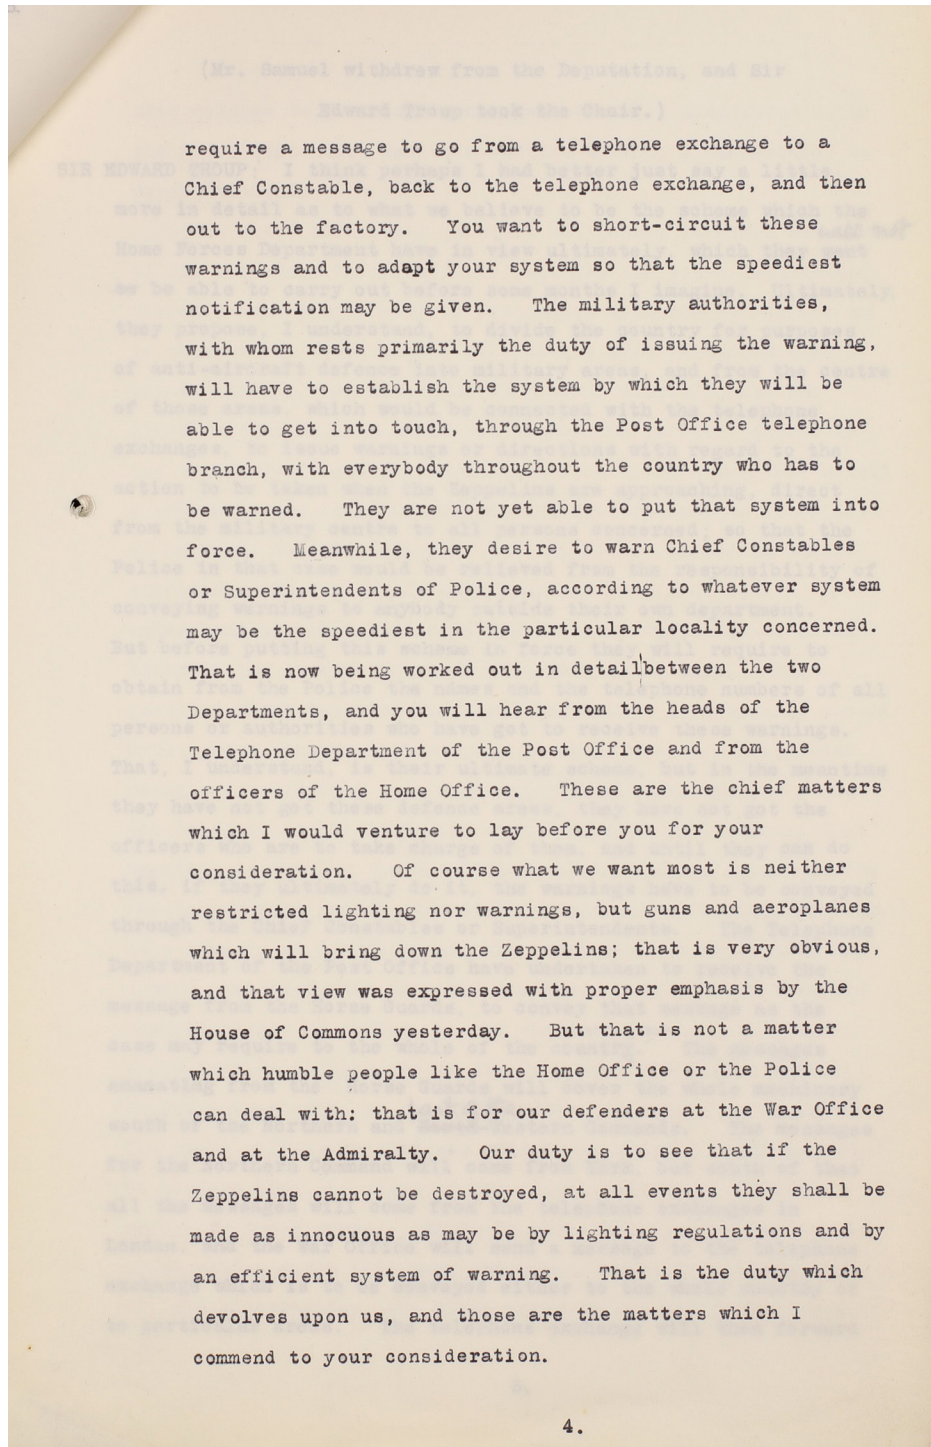 require a message to go from a telephone exchange to a
Chief Constable, back to the telephone exchange, and then
out to the factory. You want to short-circuit these
warnings and to adapt your system so that the speediest
notification may be given. The military authorities,
with whom rests primarily the duty of issuing the warning,
will have to establish the system by which they will be
able to get into touch, through the Post Office telephone
branch, with everybody throughout the country who has to
be warned. They are not yet able to put that system into
force. Meanwhile, they desire to warn Chief Constables
or Superintendents of Police, according to whatever system
may be the speediest in the particular locality concerned.
That is now being worked out in detail between the two
Departments, and you will hear from the heads of the
Telephone Department of the Post Office and from the
officers of the Home Office. These are the chief matters
which I would venture to lay before you for your
consideration. Of course what we want most is neither
restricted lighting nor warnings, but guns and aeroplanes
which will bring down the Zeppelins; that is very obvious,
and that view was expressed with proper emphasis by the
House of Commons yesterday. But that is not a matter
which humble people like the Home Office or the Police
can deal with: that is for our defenders at the War Office
and at the Admiralty. Our duty is to see that if the
Zeppelins cannot be destroyed, at all events they shall be
made as innocuous as may be by lighting regulations and by
an efficient system of warning. That is the duty which
devolves upon us, and those are the matters which I
commend to your consideration.
4.